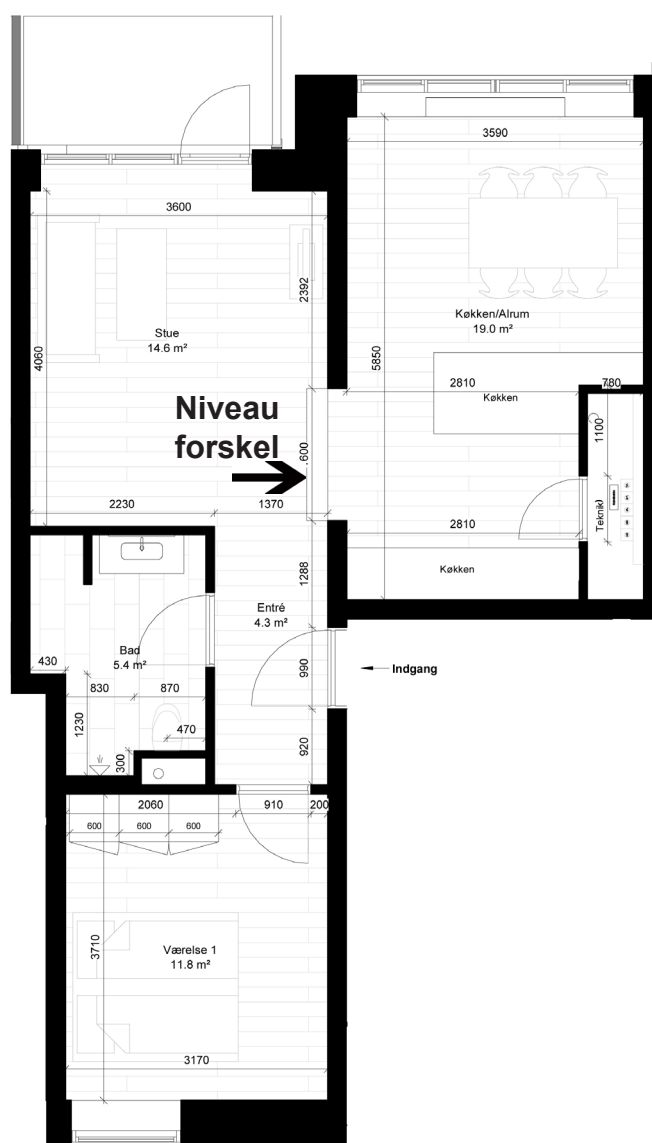 3590
3600
2392
Køkken/Alrum
19.0 m²
Stue
14.6 m²
4060
5850
2810
780
Køkken
Niveau
forskel
1100
.600
Teknik
2230
1370
2810
1288
Køkken
Entré
4.3 m²
Bad
5.4 m²
430
990
Indgang
830
870
1230
470
920
300
2060
910
200
600
600
600
3710
Værelse 1
11.8 m²
3170